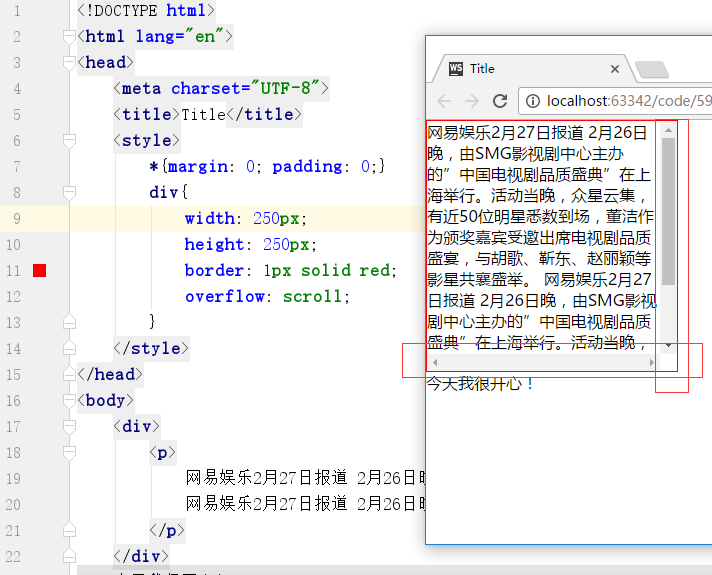 1 <!DOCTYPE html>
2 <html lang="en">
3 <head>
4 <meta charset="UTF-8">
5 <title>Title</title>
6 <style>
7 *{margin: 0; padding: 0;}
8 div{
9 width: 250px;
10 height: 250px;
11 border: 1px solid red;
12 overflow: scroll;
13 }
14 </style>
15 </head>
16 <body>
17 <div>
18 <p>
19 网易娱乐2月27日报道 2月26日晚
20 网易娱乐2月27日报道 2月26日晚
21 </p>
22 </div>
WS Title
localhost:63342/code/59
网易娱乐2月27日报道 2月26日
晚，由SMG影视剧中心主办
的”中国电视剧品质盛典”在上
海举行。活动当晚，众星云集，
有近50位明星悉数到场，董洁作
为颁奖嘉宾受邀出席电视剧品质
盛宴，与胡歌、靳东、赵丽颖等
影星共襄盛举。 网易娱乐2月27
日报道 2月26日晚，由SMG影视
剧中心主办的”中国电视剧品质
盛典”在上海举行。活动当晚，
今天我很开心！